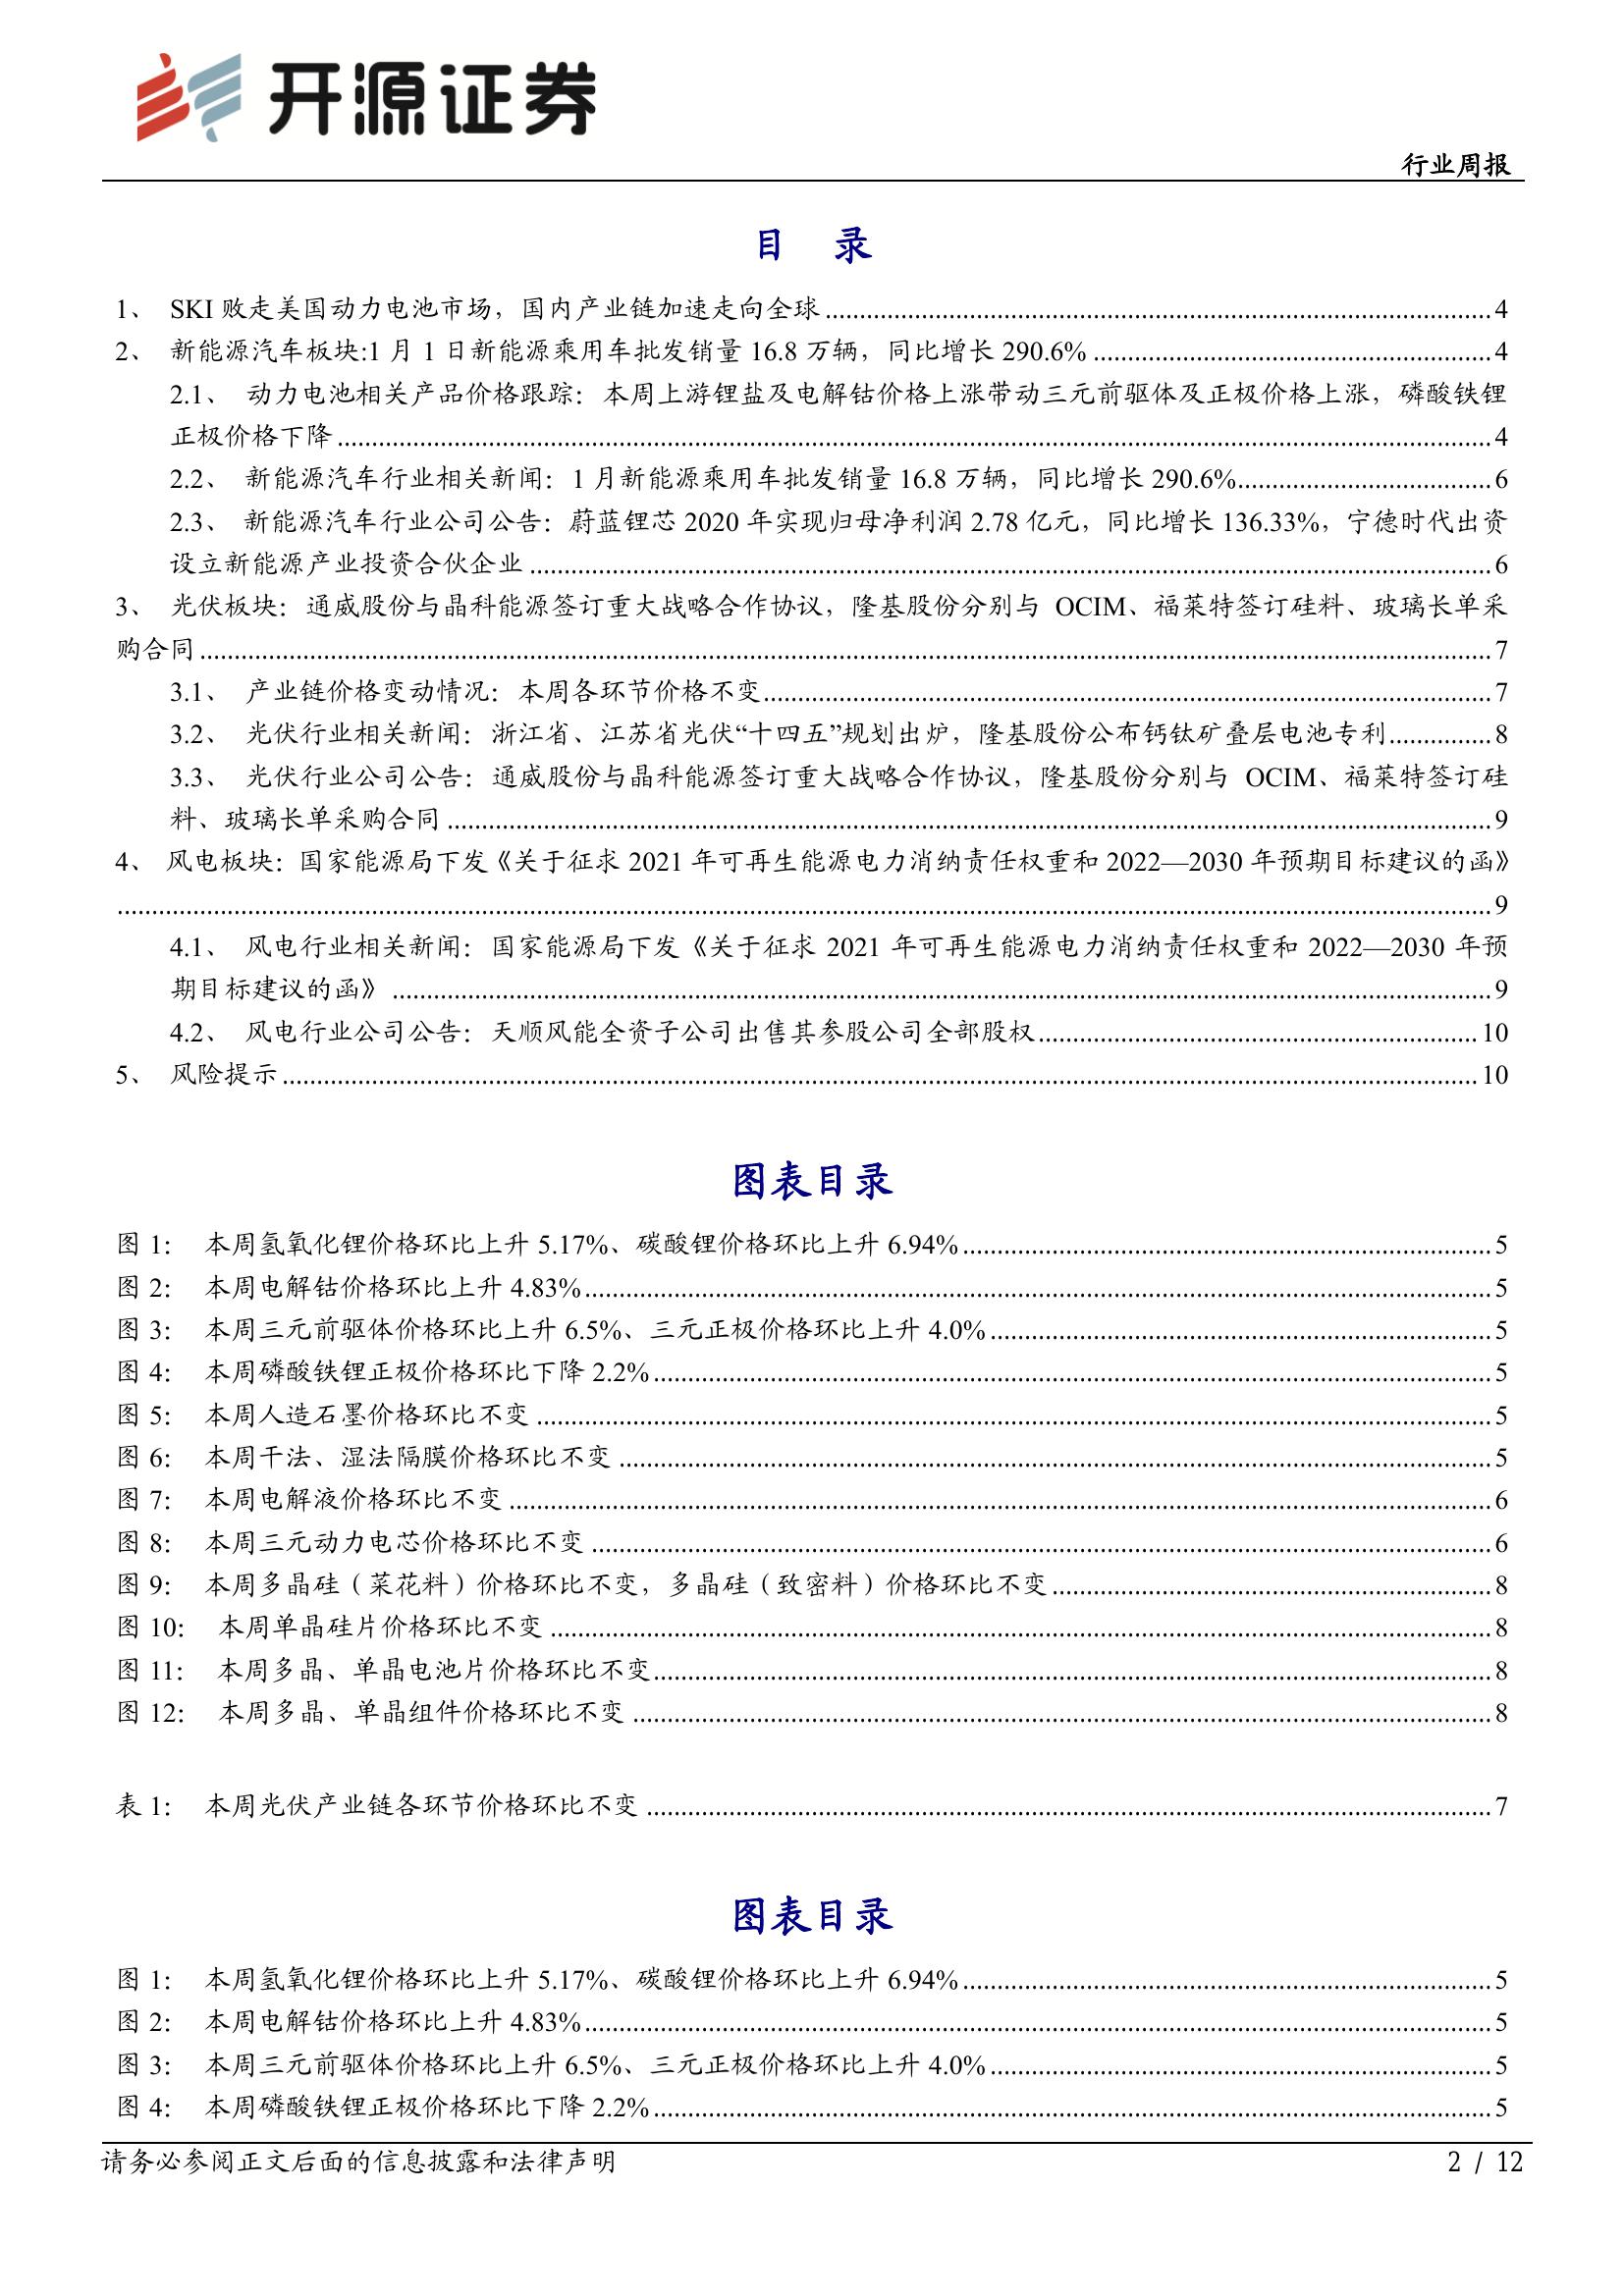 开源证券
行业周报
目 录
1、 SKI 败走美国动力电池市场，国内产业链加速走向全球 4
2、 新能源汽车板块:1 月 1 日新能源乘用车批发销量 16.8 万辆，同比增长 290.6% 4
2.1、 动力电池相关产品价格跟踪：本周上游锂盐及电解钴价格上涨带动三元前驱体及正极价格上涨，磷酸铁锂
正极价格下降 4
2.2、 新能源汽车行业相关新闻：1 月新能源乘用车批发销量 16.8 万辆，同比增长 290.6% 6
2.3、 新能源汽车行业公司公告：蔚蓝锂芯 2020 年实现归母净利润 2.78 亿元，同比增长 136.33%，宁德时代出资
设立新能源产业投资合伙企业 6
3、 光伏板块：通威股份与晶科能源签订重大战略合作协议，隆基股份分别与 OCIM、福莱特签订硅料、玻璃长单采
购合同 7
3.1、 产业链价格变动情况：本周各环节价格不变 7
3.2、 光伏行业相关新闻：浙江省、江苏省光伏“十四五”规划出炉，隆基股份公布钙钛矿叠层电池专利 8
3.3、 光伏行业公司公告：通威股份与晶科能源签订重大战略合作协议，隆基股份分别与 OCIM、福莱特签订硅
料、玻璃长单采购合同 9
4、 风电板块：国家能源局下发《关于征求 2021 年可再生能源电力消纳责任权重和 2022—2030 年预期目标建议的函》
9
4.1、 风电行业相关新闻：国家能源局下发《关于征求 2021 年可再生能源电力消纳责任权重和 2022—2030 年预
期目标建议的函》 9
4.2、 风电行业公司公告：天顺风能全资子公司出售其参股公司全部股权 10
5、 风险提示 10
图表目录
图 1： 本周氢氧化锂价格环比上升 5.17%、碳酸锂价格环比上升 6.94% 5
图 2： 本周电解钴价格环比上升 4.83% 5
图 3： 本周三元前驱体价格环比上升 6.5%、三元正极价格环比上升 4.0% 5
图 4： 本周磷酸铁锂正极价格环比下降 2.2% 5
图 5： 本周人造石墨价格环比不变 5
图 6： 本周干法、湿法隔膜价格环比不变 5
图 7： 本周电解液价格环比不变 6
图 8： 本周三元动力电芯价格环比不变 6
图 9： 本周多晶硅（菜花料）价格环比不变，多晶硅（致密料）价格环比不变 8
图 10： 本周单晶硅片价格环比不变 8
图 11： 本周多晶、单晶电池片价格环比不变 8
图 12： 本周多晶、单晶组件价格环比不变 8
表 1： 本周光伏产业链各环节价格环比不变 7
图表目录
图 1： 本周氢氧化锂价格环比上升 5.17%、碳酸锂价格环比上升 6.94% 5
图 2： 本周电解钴价格环比上升 4.83% 5
图 3： 本周三元前驱体价格环比上升 6.5%、三元正极价格环比上升 4.0% 5
图 4： 本周磷酸铁锂正极价格环比下降 2.2% 5
请务必参阅正文后面的信息披露和法律声明 2 / 12